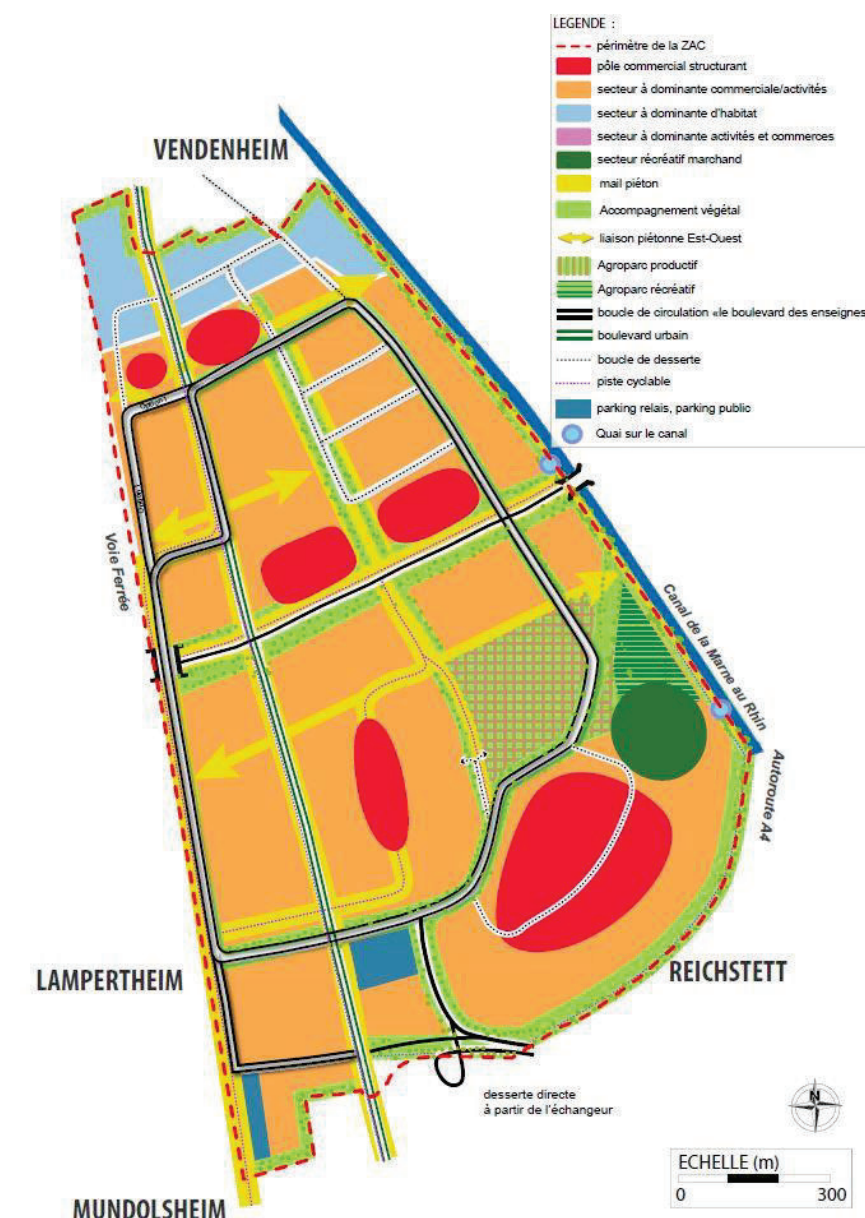 LEGENDE :
périmètre de la ZAC
pôle commercial structurant
secteur à dominante commerciale/activités
secteur à dominante d'habitat
secteur à dominante activités et commerces
secteur récréatif marchand
mail piéton
Accompagnement végétal
liaison piétonne Est-Ouest
Agroparc productif
Agroparc récréatif
boucle de circulation «le boulevard des enseignes
boulevard urbain
boucle de desserte
piste cyclable
parking relais, parking public
Quai sur le canal
VENDENHEIM
Voie Ferrée
Canal de la Marne au Rhin
Autoroute A4
LAMPERTHEIM
REICHSTETT
desserte directe
à partir de l'échangeur
N
ECHELLE (m)
0 300
MUNDOLSHEIM